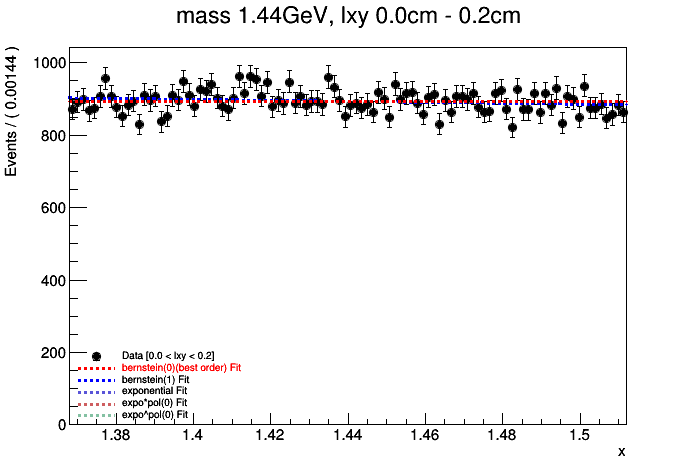 mass 1.44GeV, lxy 0.0cm - 0.2cm
Events / ( 0.00144 )
1000
800
600
400
200
0
Data [0.0 < lxy < 0.2]
bernstein(0)(best order) Fit
bernstein(1) Fit
exponential Fit
expo*pol(0) Fit
expo^pol(0) Fit
1.38 1.4 1.42 1.44 1.46 1.48 1.5
x